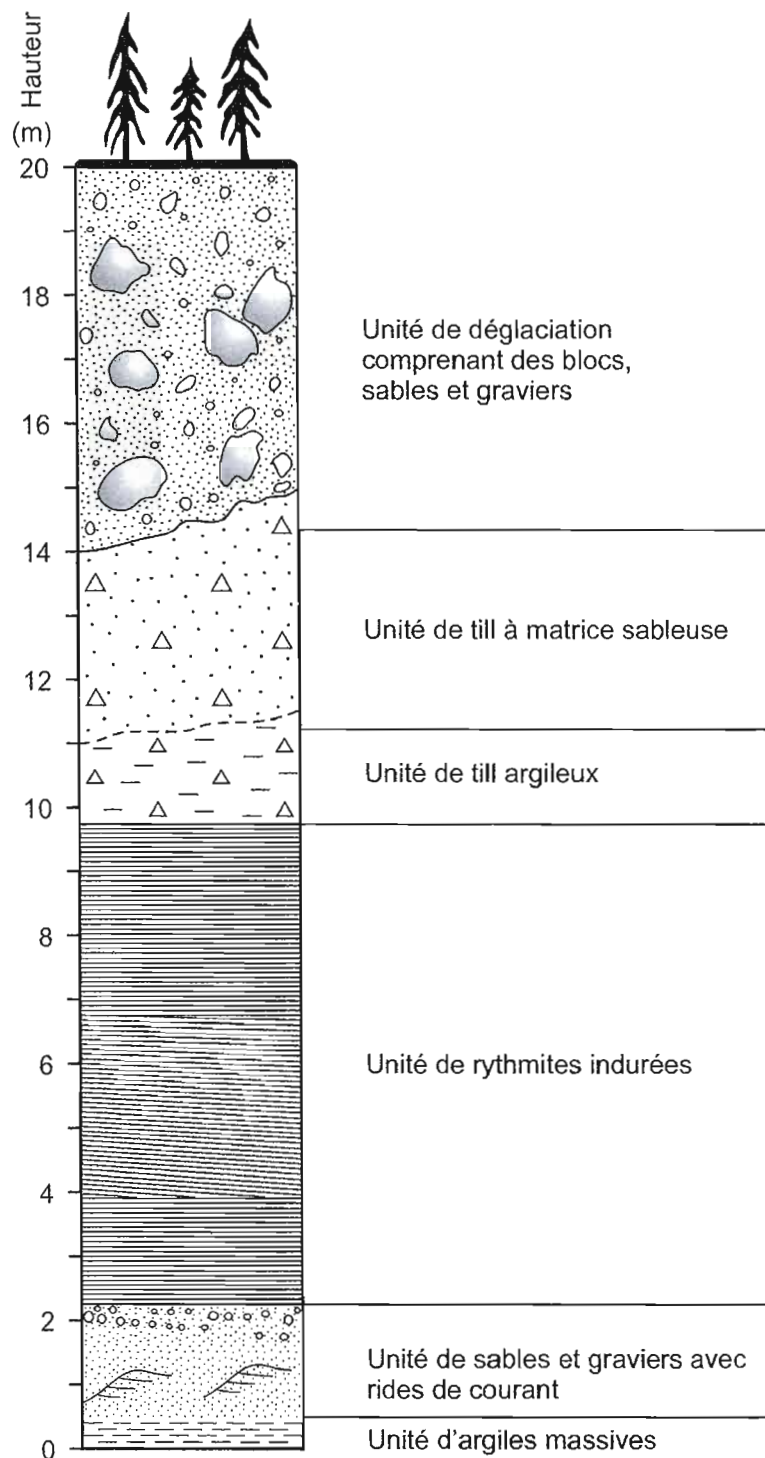 Hauteur
(m)
20
18
16
14
12
10
8
6
4
2
0
Unité de déglaciation
comprenant des blocs,
sables et graviers
Unité de till à matrice sableuse
Unité de till argileux
Unité de rythmites indurées
Unité de sables et graviers avec
rides de courant
Unité d'argiles massives